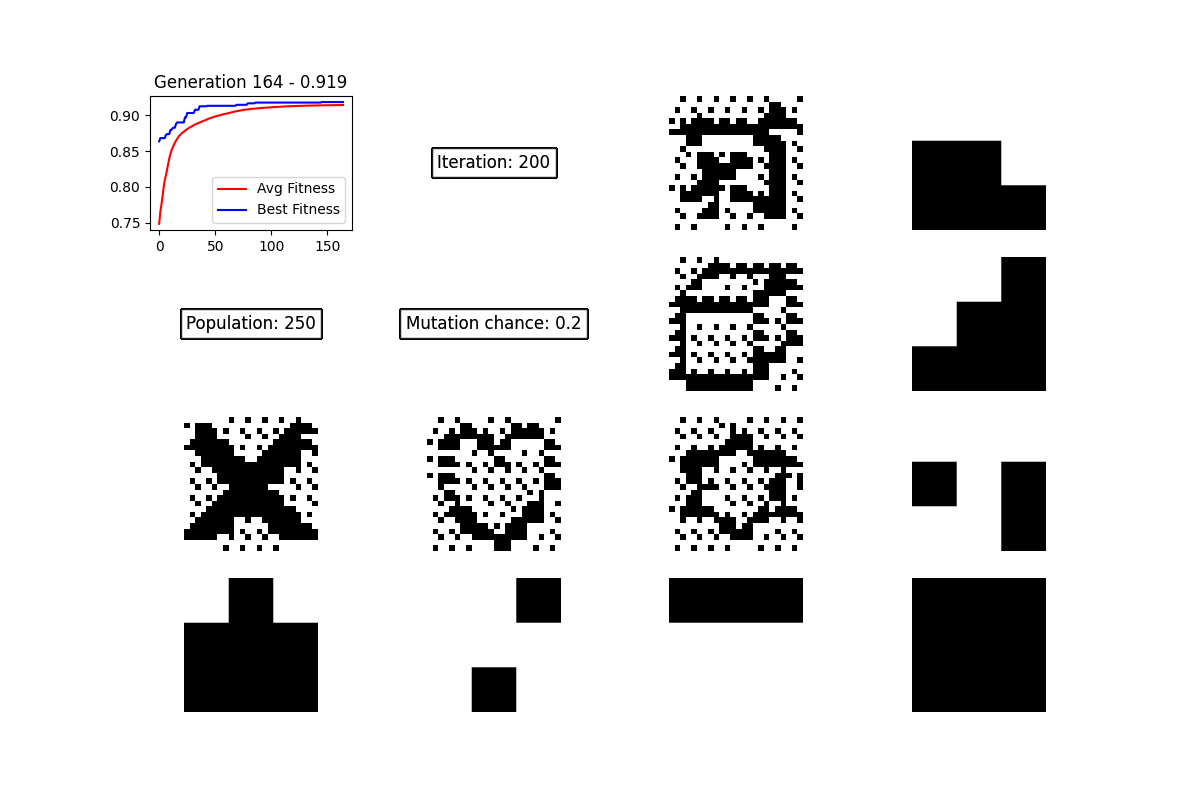 Generation 164 - 0.919
0.90
0.85
0.80
0.75
Avg Fitness
Best Fitness
0 50 100 150
Iteration: 200
Population: 250
Mutation chance: 0.2